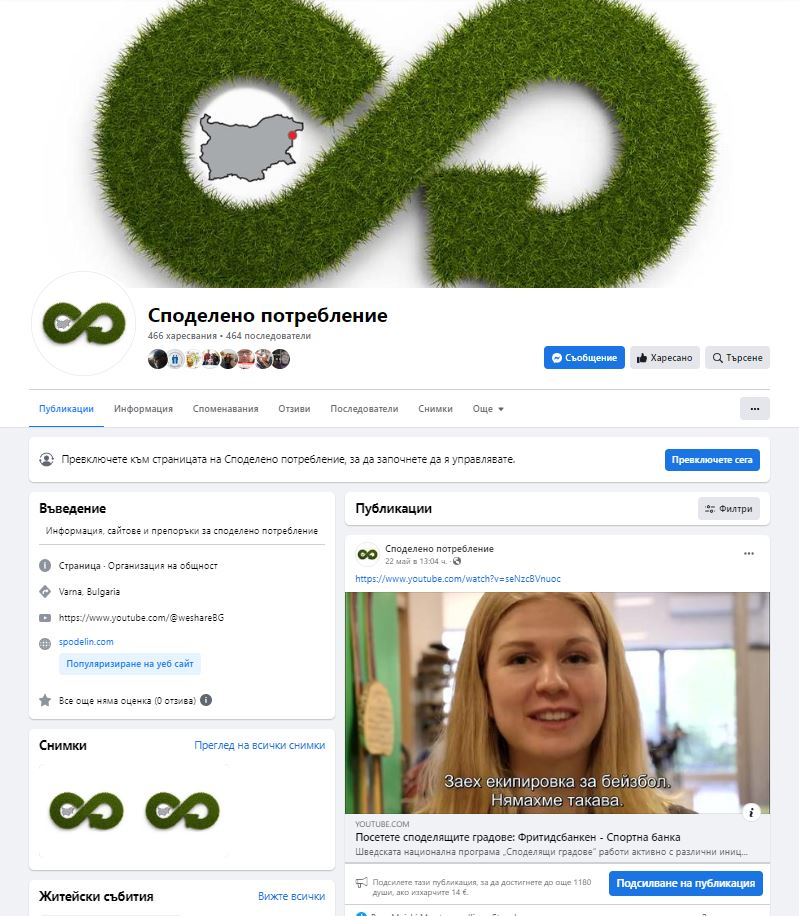 Споделено потребление
466 харесвания • 464 последователи
Съобщение
Харесано
Търсене
Публикации
Информация
Споменавания
Отзиви
Последователи
Снимки
Още
Превключете към страницата на Споделено потребление, за да започнете да я управлявате.
Превключете сега
Въведение
Информация, сайтове и препоръки за споделено потребление
Страница · Организация на общност
Varna, Bulgaria
https://www.youtube.com/@weshareBG
spodelin.com
Популяризиране на уеб сайт
Все още няма оценка (0 отзива)
Снимки
Преглед на всички снимки
Житейски събития
Вижте всички
Публикации
Филтри
Споделено потребление
22 май в 13:04 ч. ·
https://www.youtube.com/watch?v=seNzcBVnuoc
Заех екипировка за бейзбол.
Нямахме такава.
YOUTUBE.COM
Посетете споделящите градове: Фритидсбанкен - Спортна банка
Шведската национална програма „Споделящи градове“ работи активно с различни иниц...
Подсилете тази публикация, за да достигнете до още 1180
души, ако изхарчите 14 €.
Подсилване на публикация